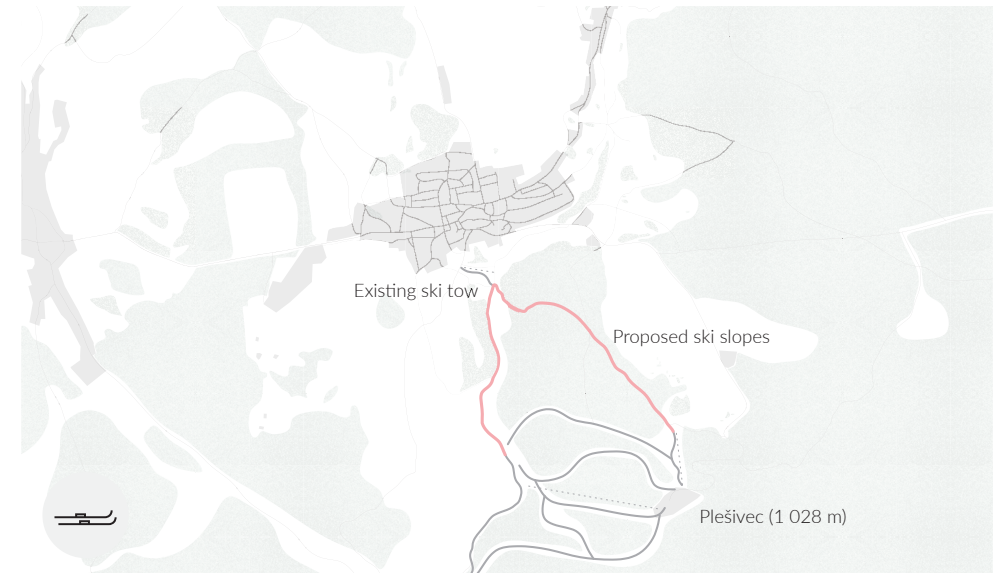 Existing ski tow
Proposed ski slopes
Plešivec (1 028 m)